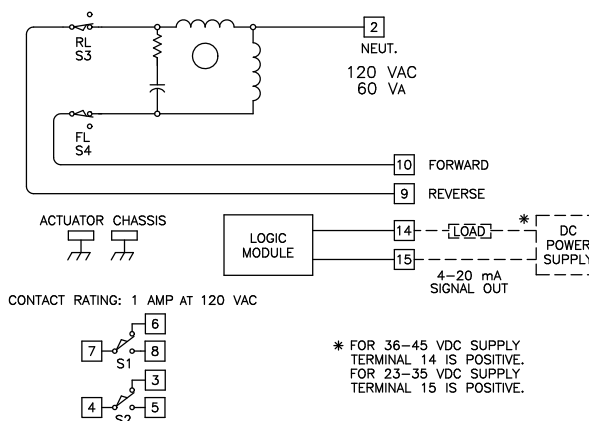 RL
S3
2
NEUT.
120 VAC
60 VA
FL
S4
10 FORWARD
9 REVERSE
ACTUATOR CHASSIS
LOGIC
MODULE
14
LOAD
*
DC
POWER
SUPPLY
15
4-20 mA
SIGNAL OUT
CONTACT RATING: 1 AMP AT 120 VAC
6
7
8
S1
3
4
5
S2
* FOR 36-45 VDC SUPPLY
TERMINAL 14 IS POSITIVE.
FOR 23-35 VDC SUPPLY
TERMINAL 15 IS POSITIVE.